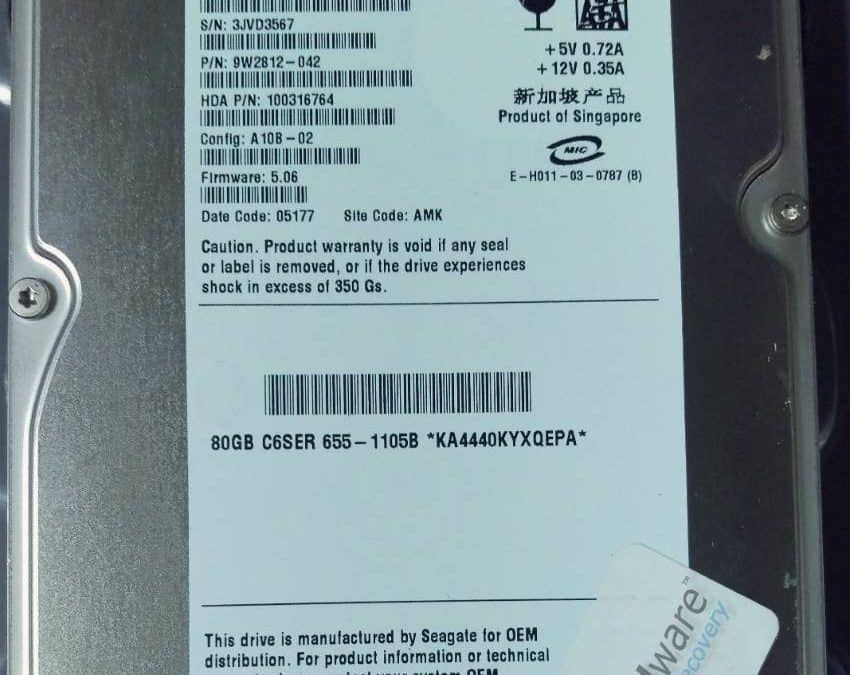 S/N: 3JVD3567
P/N: 9W2812-042
HDA P/N: 100316764
Config: A10B-02
Firmware: 5.06
Date Code: 05177 Site Code: AMK
Caution. Product warranty is void if any seal
or label is removed, or if the drive experiences
shock in excess of 350 Gs.
+5V 0.72A
+12V 0.35A
新加坡产品
Product of Singapore
MIC
E-H011-03-0787 (B)
80GB C6SER 655-1105B *KA4440KYXQEPA*
This drive is manufactured by Seagate for OEM
distribution. For product information or technical